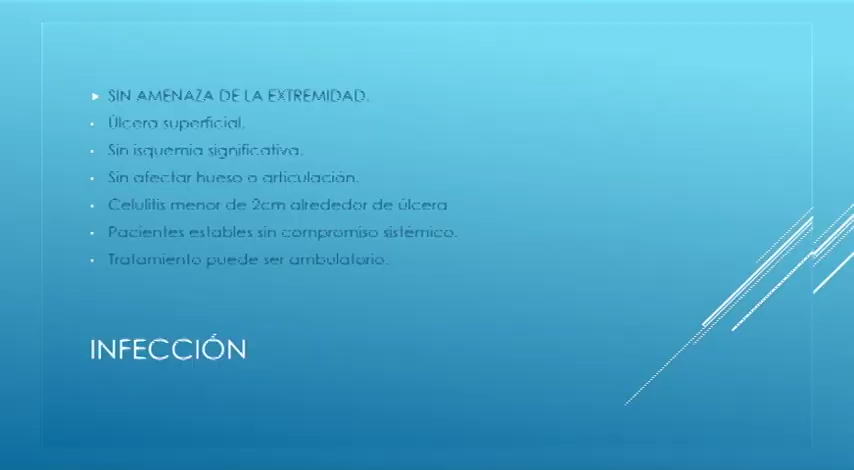 SIN AMENAZA DE LA EXTREMIDAD.
Úlcera superficial.
Sin isquemia significativa.
Sin afectar hueso o articulación.
Celulitis menor de 2cm alrededor de úlcera
Pacientes estables sin compromiso sistémico.
Tratamiento puede ser ambulatorio.
INFECCIÓN